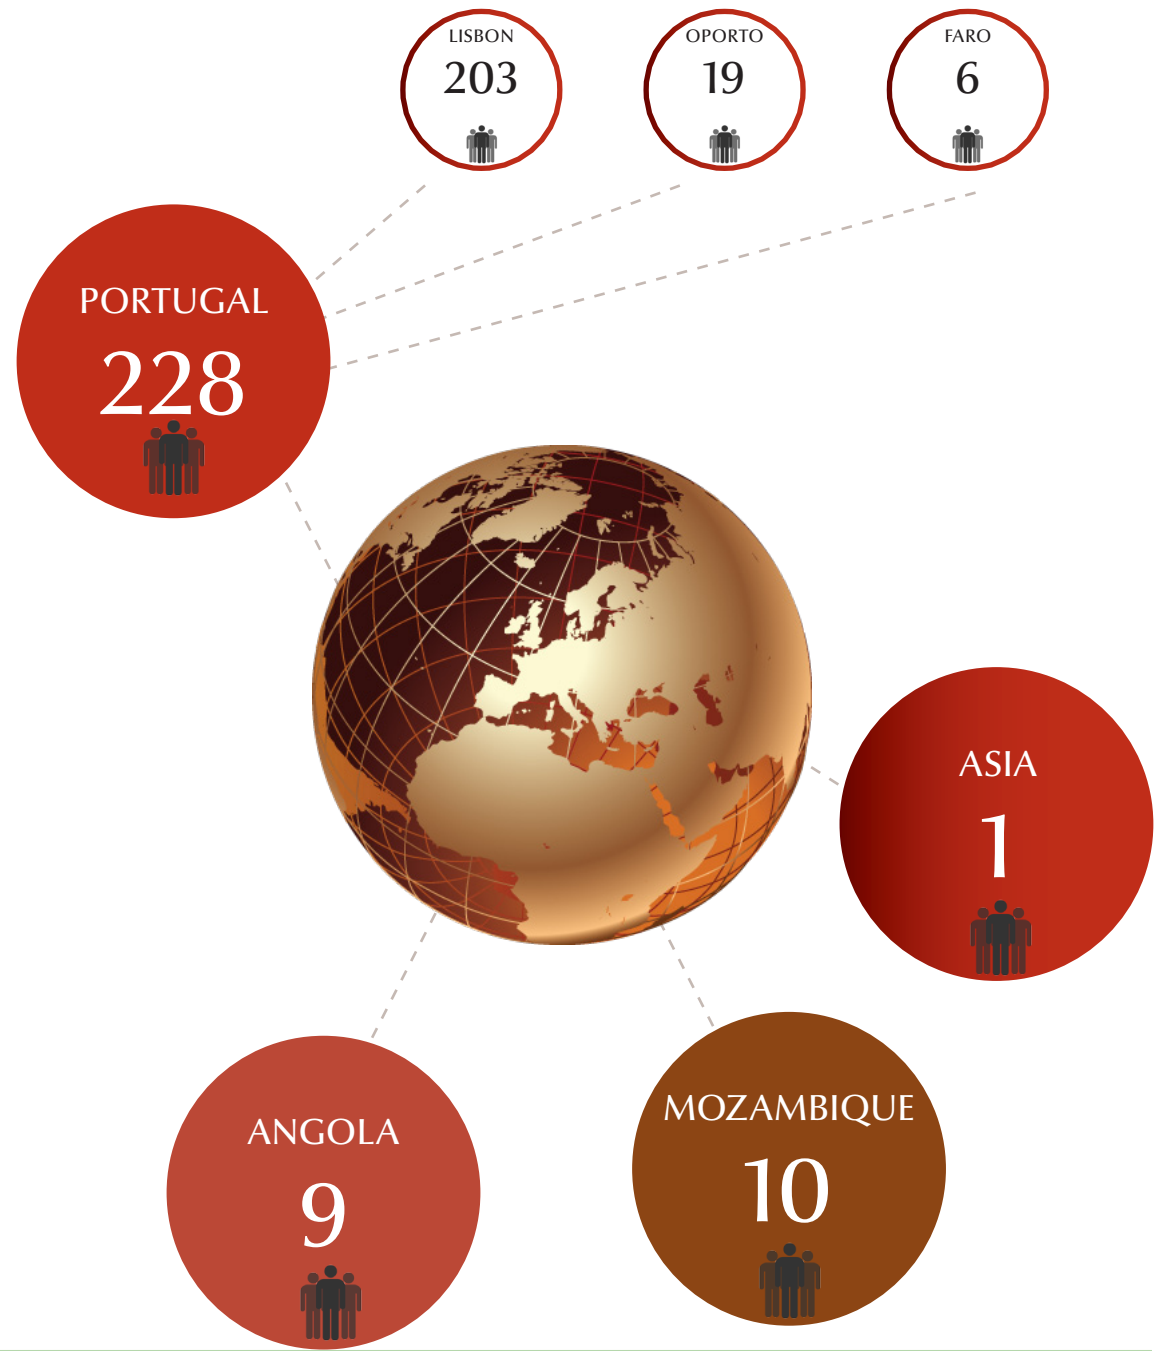 LISBON
203
OPORTO
19
FARO
6
PORTUGAL
228
ASIA
1
ANGOLA
9
MOZAMBIQUE
10